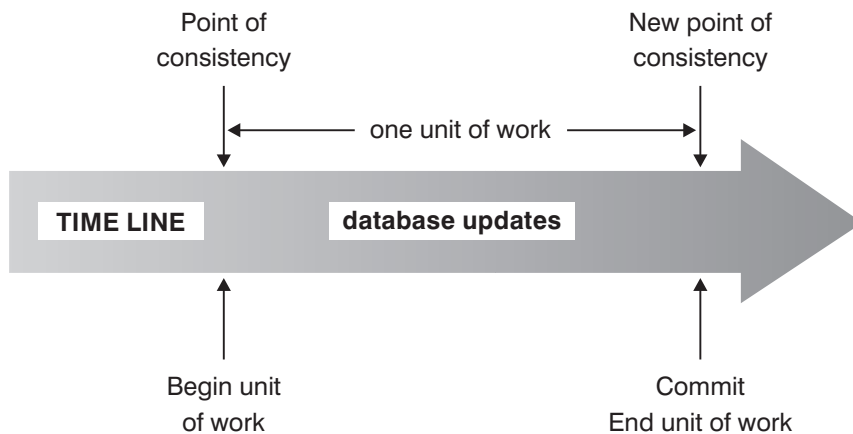 Point of
consistency
New point of
consistency
one unit of work
TIME LINE
database updates
Begin unit
of work
Commit
End unit of work